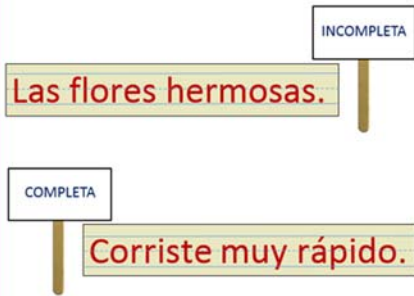 INCOMPLETA
Las flores hermosas.
COMPLETA
Corriste muy rápido.